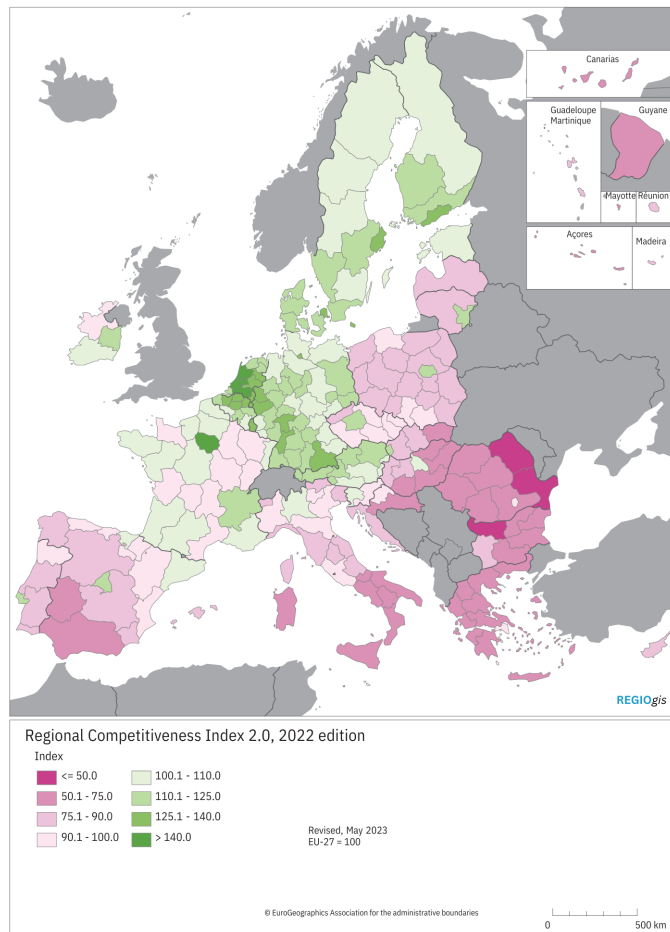 Canarias
Guadeloupe
Martinique
Guyane
Mayotte
Réunion
Açores
Madeira
REGIOgis
Regional Competitiveness Index 2.0, 2022 edition
Index
<= 50.0
50.1 - 75.0
75.1 - 90.0
90.1 - 100.0
100.1 - 110.0
110.1 - 125.0
125.1 - 140.0
> 140.0
Revised, May 2023
EU-27 = 100
© EuroGeographics Association for the administrative boundaries
0 500 km